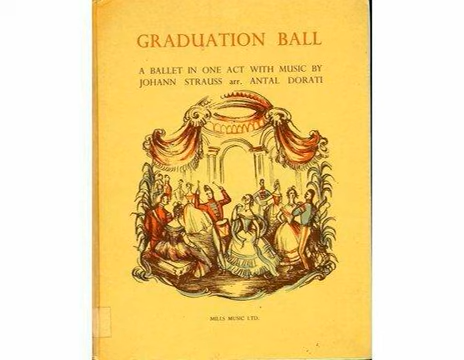 GRADUATION BALL
A BALLET IN ONE ACT WITH MUSIC BY
JOHANN STRAUSS arr. ANTAL DORATI
MILLS MUSIC LTD.